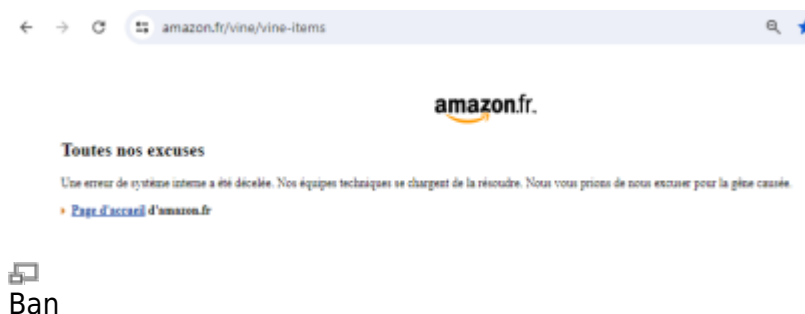 amazon.fr/vine/vine-items
amazon.fr
Toutes nos excuses
Une erreur de système interne a été décelée. Nos équipes techniques se chargent de la résoudre. Nous vous prions de nous excuser pour la gêne causée.
Page d'accueil d'amazon.fr
Ban